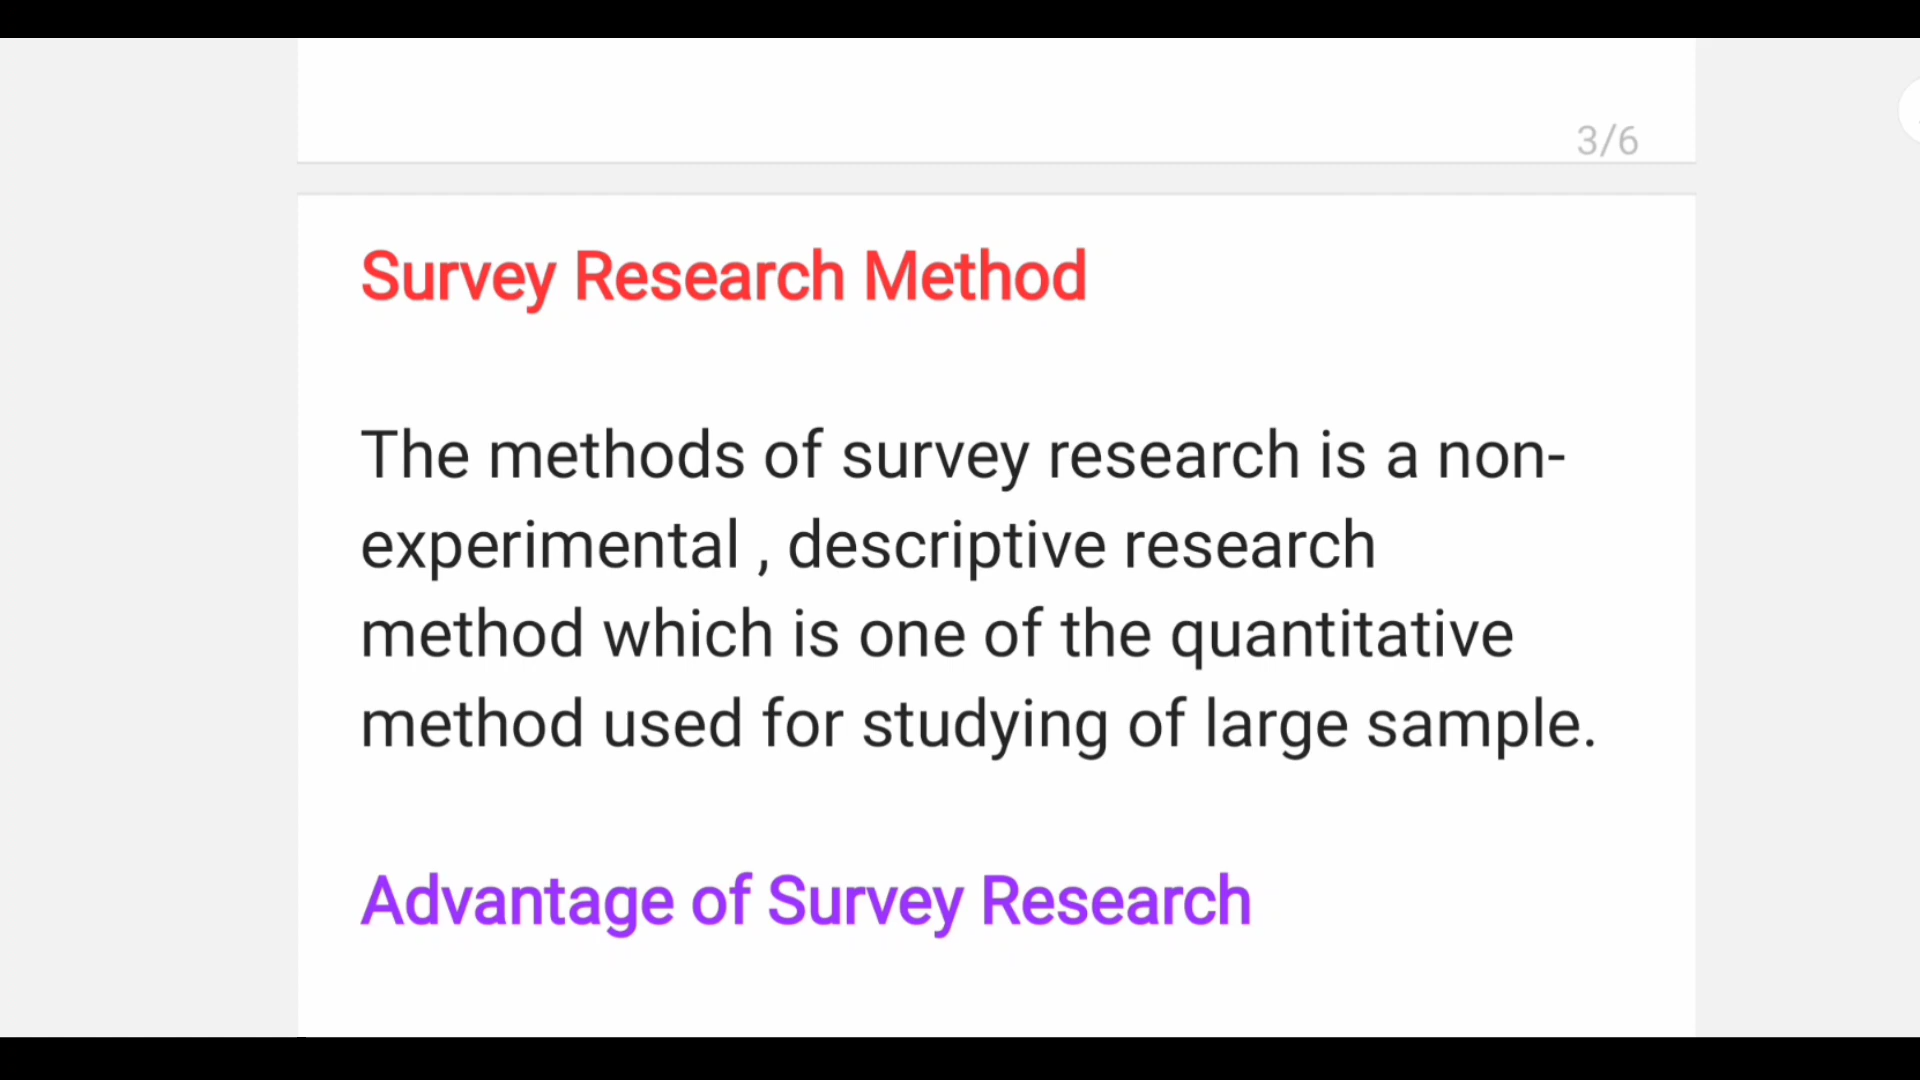 3/6
Survey Research Method
The methods of survey research is a non-
experimental , descriptive research
method which is one of the quantitative
method used for studying of large sample.
Advantage of Survey Research